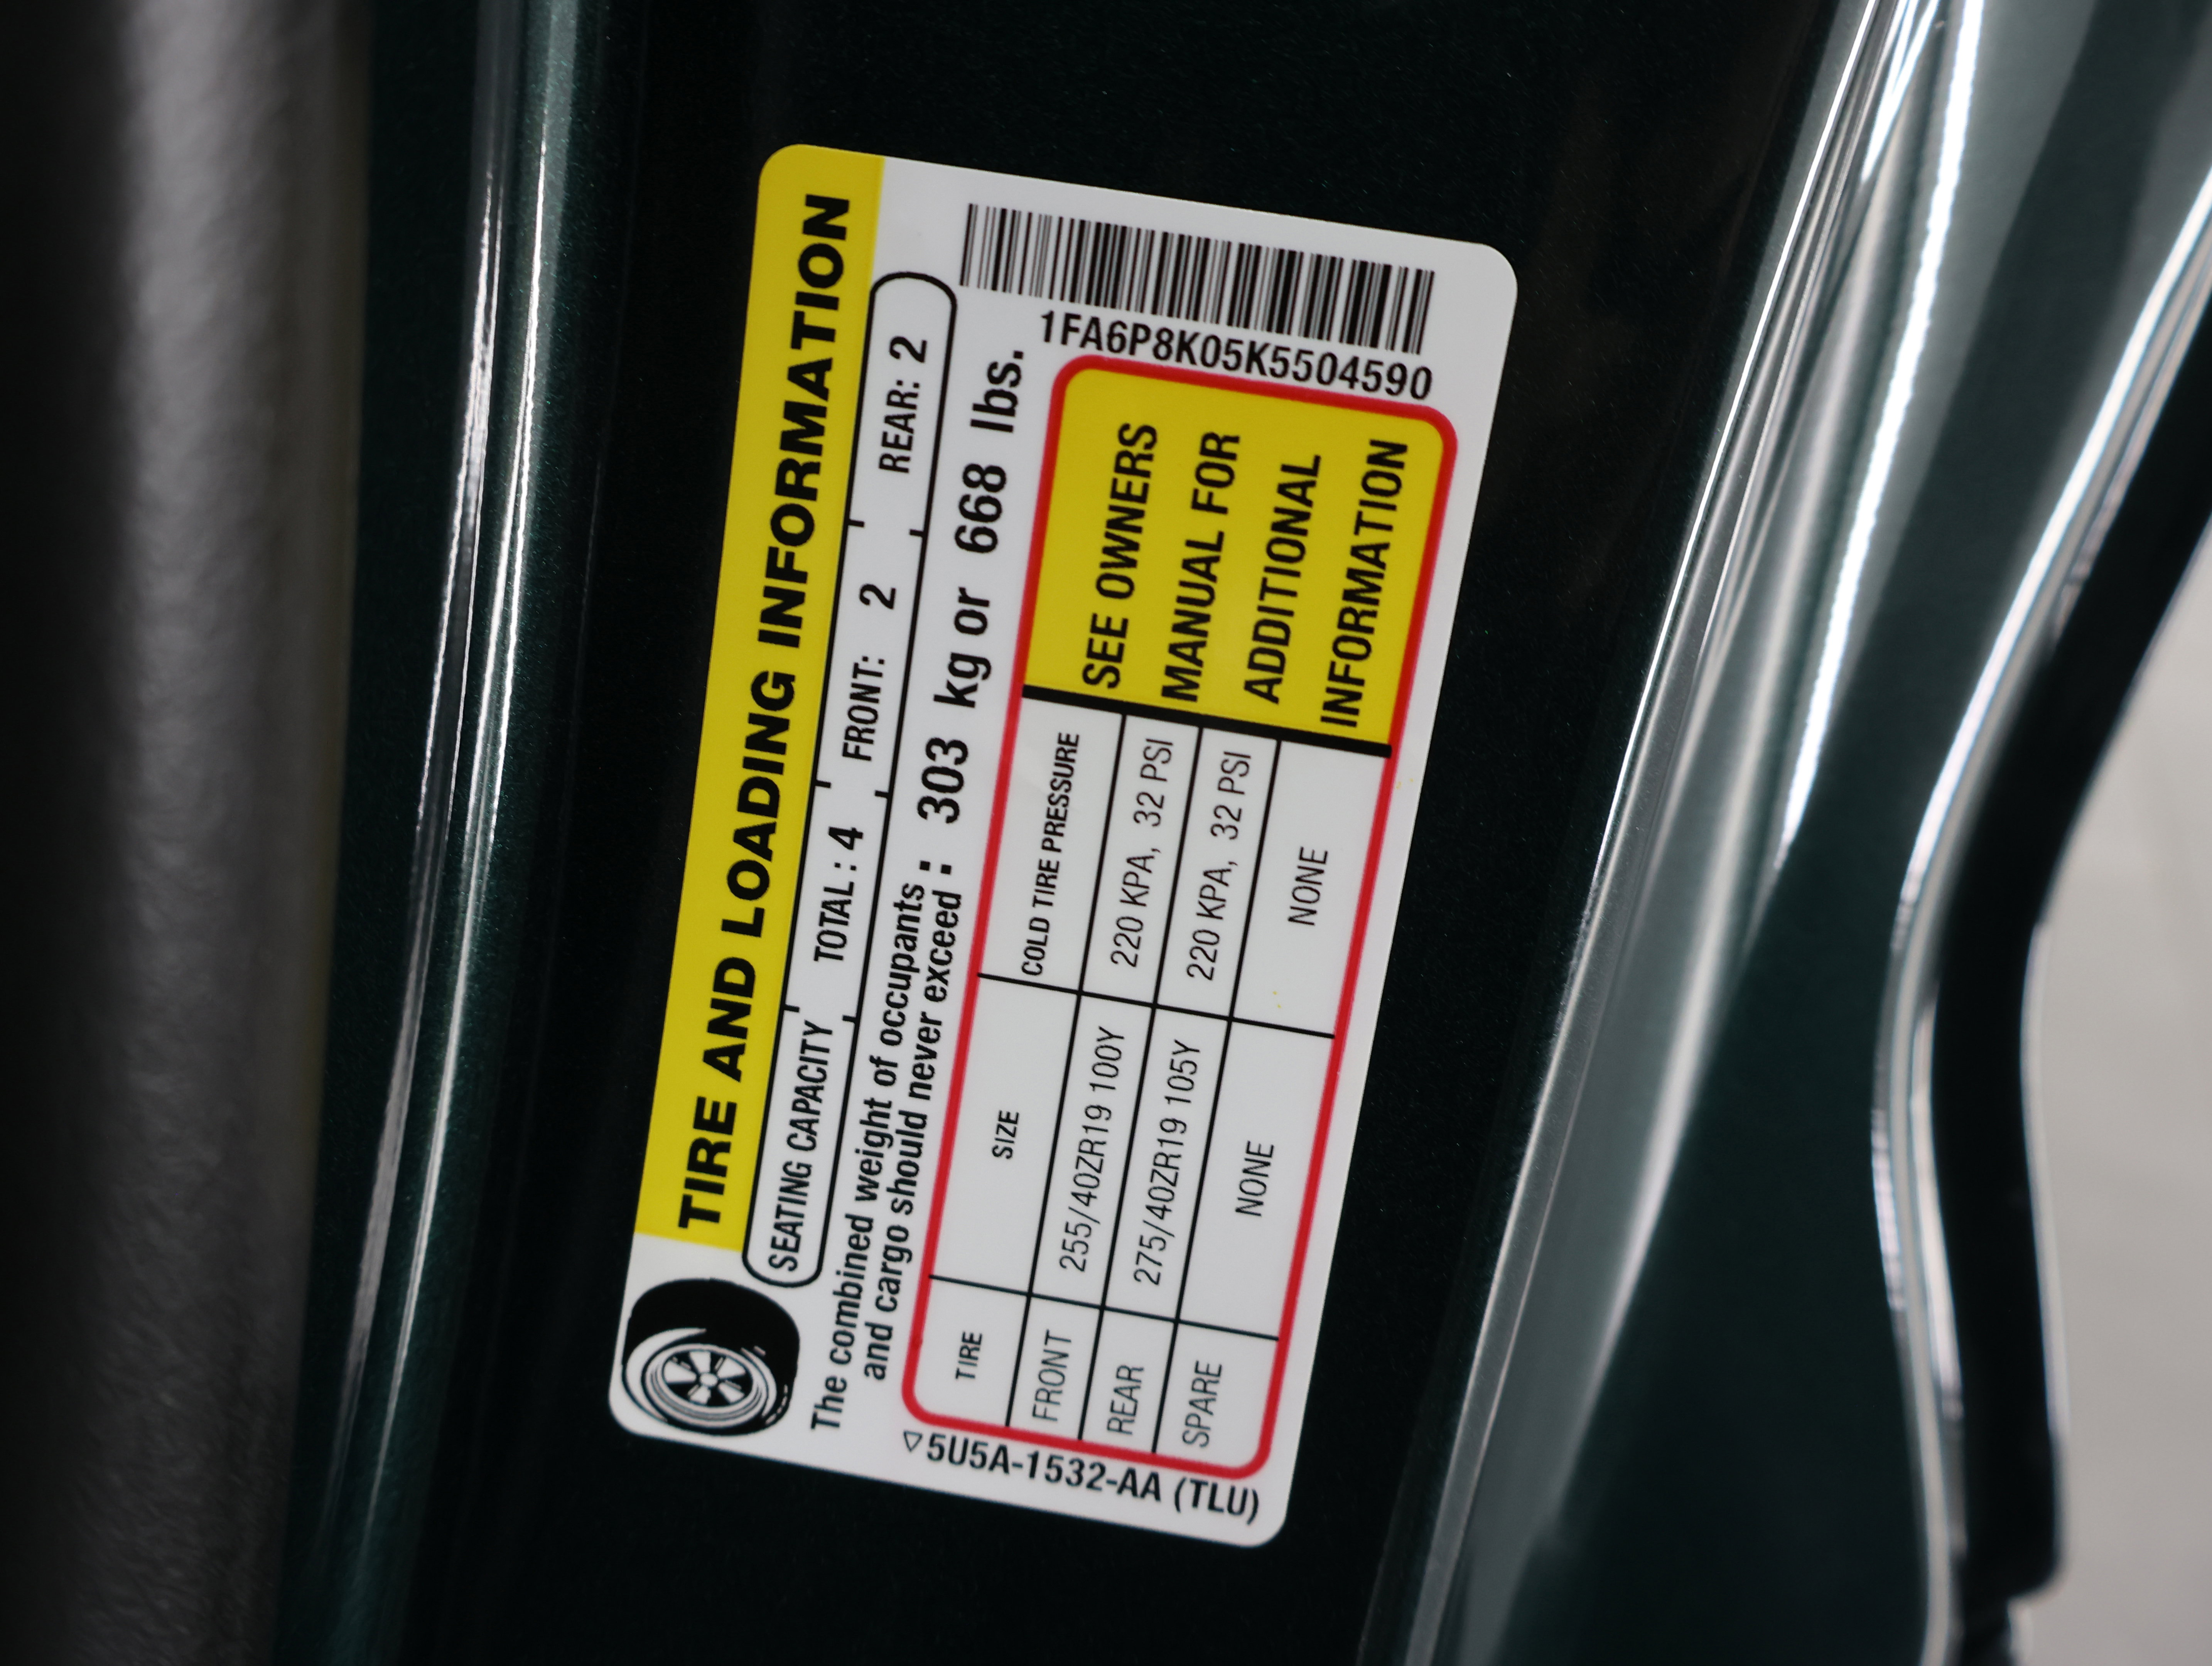 TIRE AND LOADING INFORMATION
SEATING CAPACITY TOTAL : 4 FRONT: 2 REAR: 2
The combined weight of occupants
and cargo should never exceed : 303 kg or 668 lbs.
TIRE SIZE COLD TIRE PRESSURE
FRONT 255/40ZR19 100Y 220 KPA, 32 PSI
REAR 275/40ZR19 105Y 220 KPA, 32 PSI
SPARE NONE NONE
SEE OWNERS
MANUAL FOR
ADDITIONAL
INFORMATION
1FA6P8K05K5504590
5U5A-1532-AA (TLU)